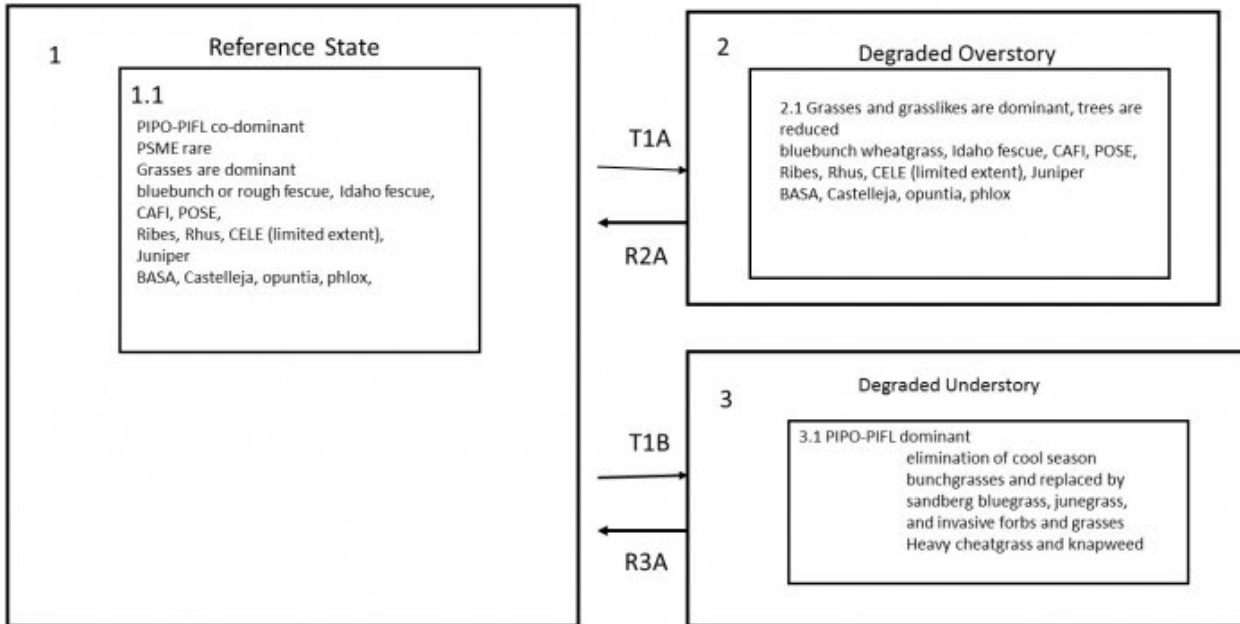 1
Reference State
1.1
PIPO-PIFL co-dominant
PSME rare
Grasses are dominant
bluebunch or rough fescue, Idaho fescue,
CAFI, POSE,
Ribes, Rhus, CELE (limited extent),
Juniper
BASA, Castelleja, opuntia, phlox,
T1A
R2A
2
Degraded Overstory
2.1 Grasses and grasslikes are dominant, trees are
reduced
bluebunch wheatgrass, Idaho fescue, CAFI, POSE,
Ribes, Rhus, CELE (limited extent), Juniper
BASA, Castelleja, opuntia, phlox
T1B
R3A
3
Degraded Understory
3.1 PIPO-PIFL dominant
elimination of cool season
bunchgrasses and replaced by
sandberg bluegrass, junegrass,
and invasive forbs and grasses
Heavy cheatgrass and knapweed